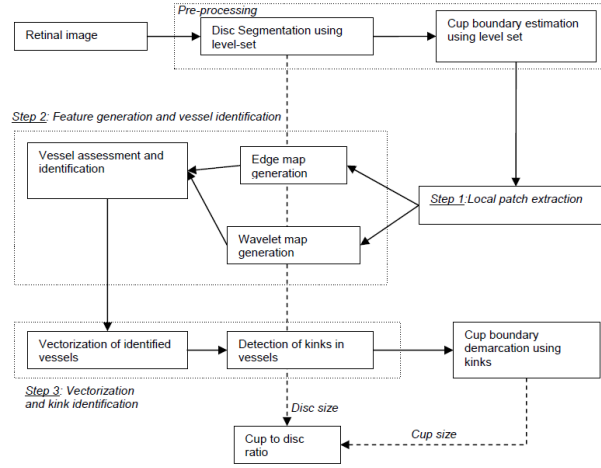 Pre-processing
Retinal image
Disc Segmentation using
level-set
Cup boundary estimation
using level set
Step 2: Feature generation and vessel identification
Vessel assessment and
identification
Edge map
generation
Step 1:Local patch extraction
Wavelet map
generation
Vectorization of identified
vessels
Detection of kinks in
vessels
Cup boundary
demarcation using
kinks
Step 3: Vectorization
and kink identification
Disc size
Cup to disc
ratio
Cup size